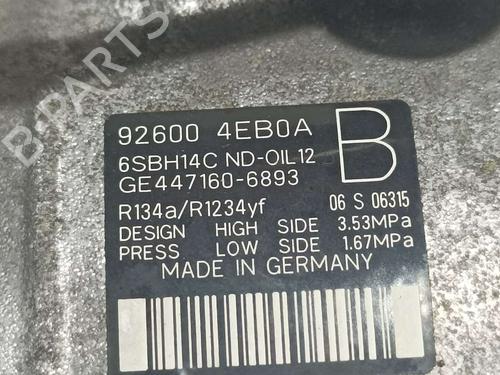 92600 4EB0A
B
6SBH14C ND-OIL12
GE447160-6893
R134a/R1234yf 06 S 06315
DESIGN HIGH SIDE 3.53MPa
PRESS LOW SIDE 1.67MPa
MADE IN GERMANY
B-PARTS